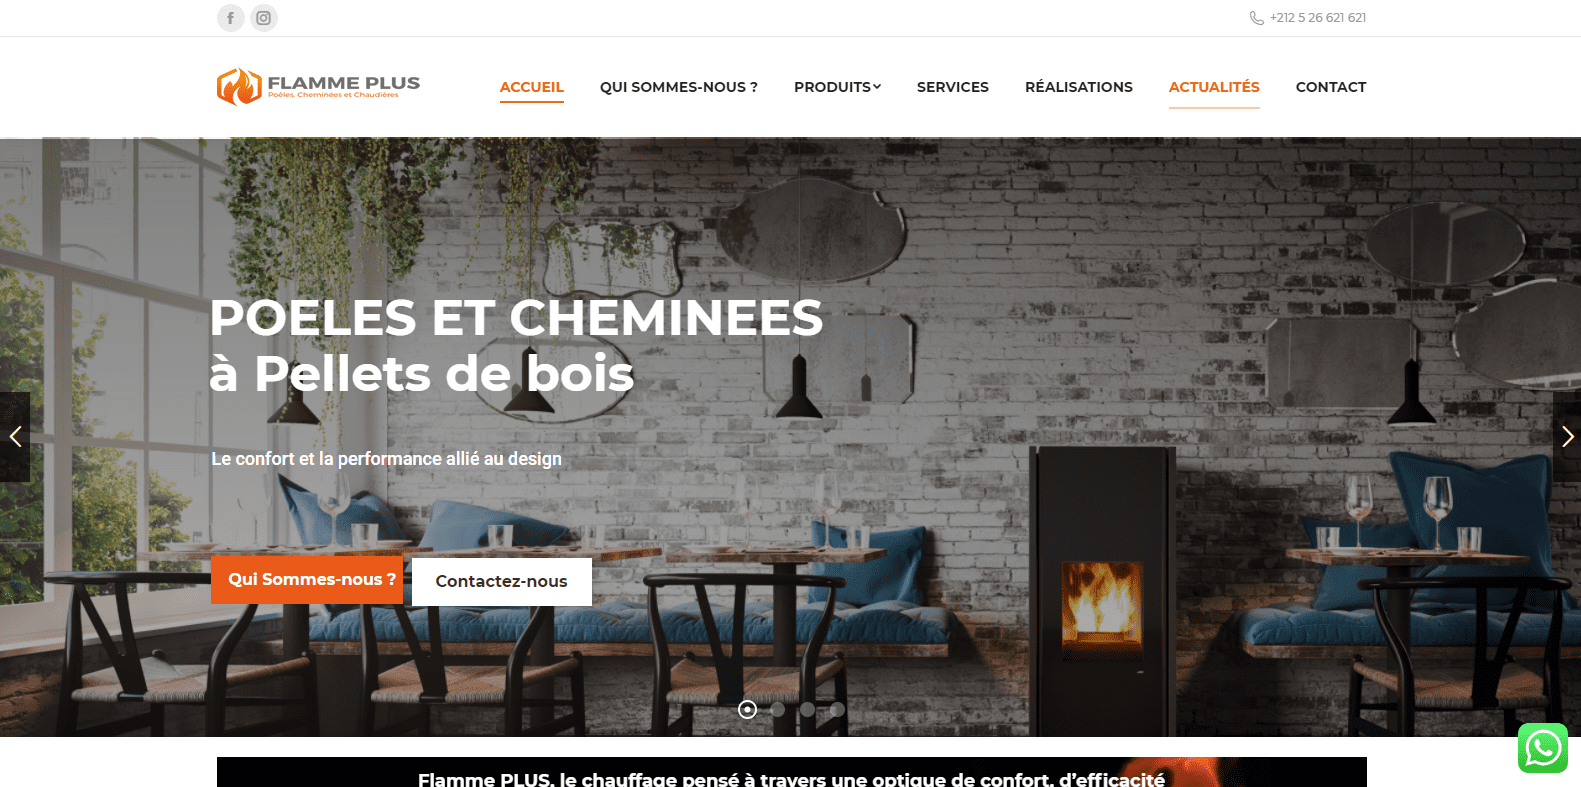 +212 5 26 621 621
FLAMME PLUS
Poêles, Cheminées et Chaudières
ACCUEIL
QUI SOMMES-NOUS ?
PRODUITS
SERVICES
RÉALISATIONS
ACTUALITÉS
CONTACT
POELES ET CHEMINEES
à Pellets de bois
Le confort et la performance allié au design
Qui Sommes-nous ?
Contactez-nous
Flamme PLUS, le chauffage pensé à travers une optique de confort, d’efficacité